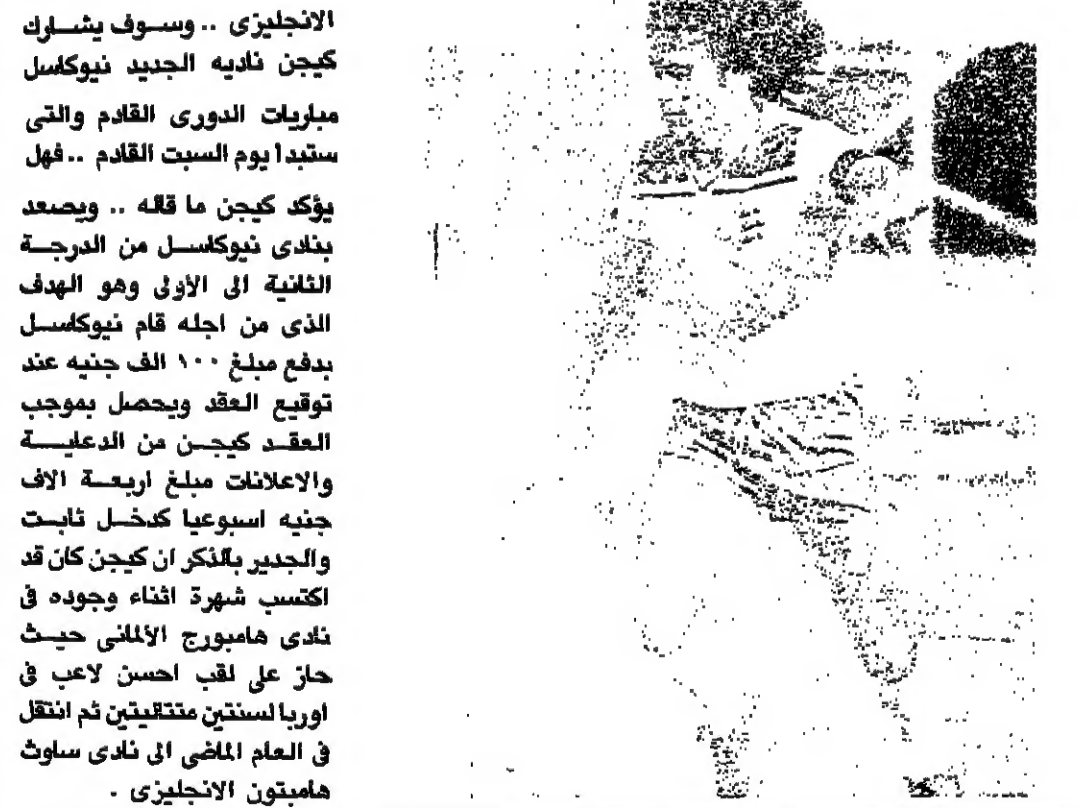 الانجليزى .. وسوف يشارك
كيجن ناديه الجديد نيوكاسل
مباريات الدورى القادم والتى
ستبدا يوم السبت القادم .. فهل
يؤكد كيجن ما قاله .. ويصعد
بنادى نيوكاسل من الدرجة
الثانية الى الأولى وهو الهدف
الذى من اجله قام نيوكاسل
بدفع مبلغ ١٠٠ الف جنيه عند
توقيع العقد ويحصل بموجب
العقد كيجن من الدعاية
والاعلانات مبلغ اربعة الاف
جنيه اسبوعيا كدخل ثابت
والجدير بالذكر ان كيجن كان قد
اكتسب شهرة اثناء وجوده فى
نادى هامبورج الألمانى حيث
حاز على لقب احسن لاعب فى
اوربا لسنتين متتاليتين ثم انتقل
فى العام الماضى الى نادى ساوث
هامبتون الانجليزى .